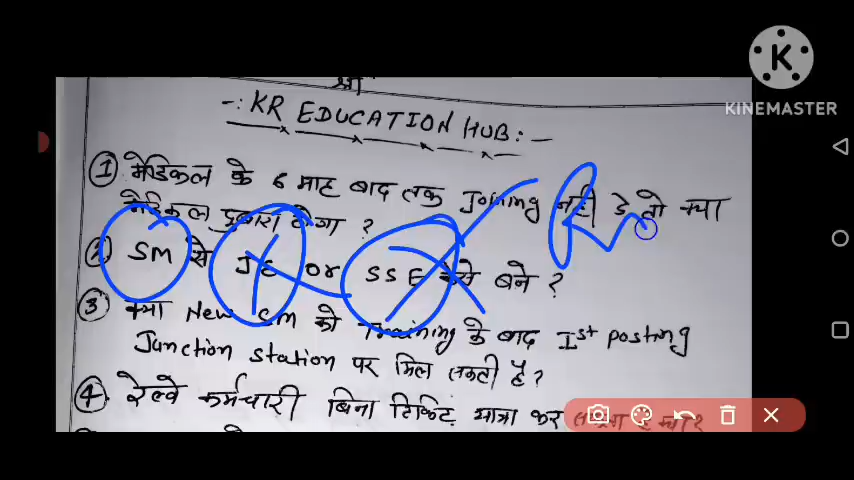 श्री
K
KINEMASTER
-: KR EDUCATION HUB: -
① मेडिकल के 6 माह बाद तक Joining नही दे तो क्या
मेडिकल दुबारा होगा ?
② SM से JE or SSE कैसे बने ?
③ क्या New SM को Training के बाद Ist posting
Junction Station पर मिल सकती है ?
④ रेल्वे कर्मचारी बिना टिकिट यात्रा कर